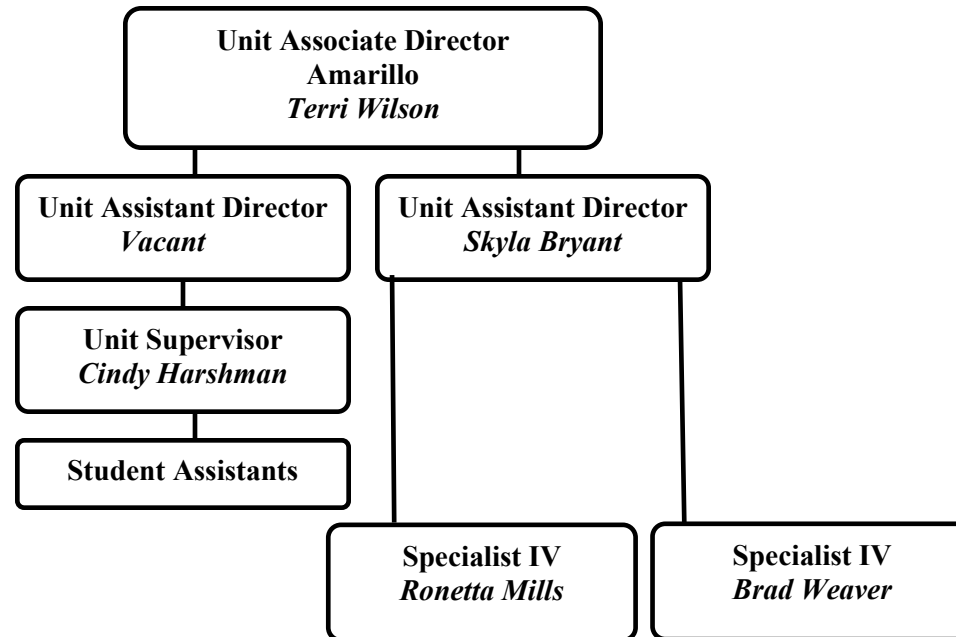 Unit Associate Director
Amarillo
Terri Wilson
Unit Assistant Director
Vacant
Unit Assistant Director
Skyla Bryant
Unit Supervisor
Cindy Harshman
Student Assistants
Specialist IV
Ronetta Mills
Specialist IV
Brad Weaver